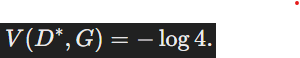 V(D*, G) = − log 4.